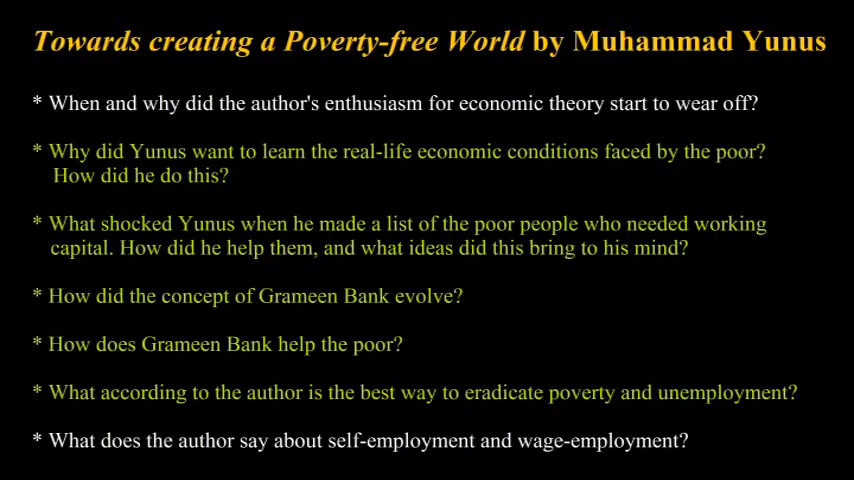 Towards creating a Poverty-free World by Muhammad Yunus
* When and why did the author's enthusiasm for economic theory start to wear off?
* Why did Yunus want to learn the real-life economic conditions faced by the poor?
How did he do this?
* What shocked Yunus when he made a list of the poor people who needed working
capital. How did he help them, and what ideas did this bring to his mind?
* How did the concept of Grameen Bank evolve?
* How does Grameen Bank help the poor?
* What according to the author is the best way to eradicate poverty and unemployment?
* What does the author say about self-employment and wage-employment?